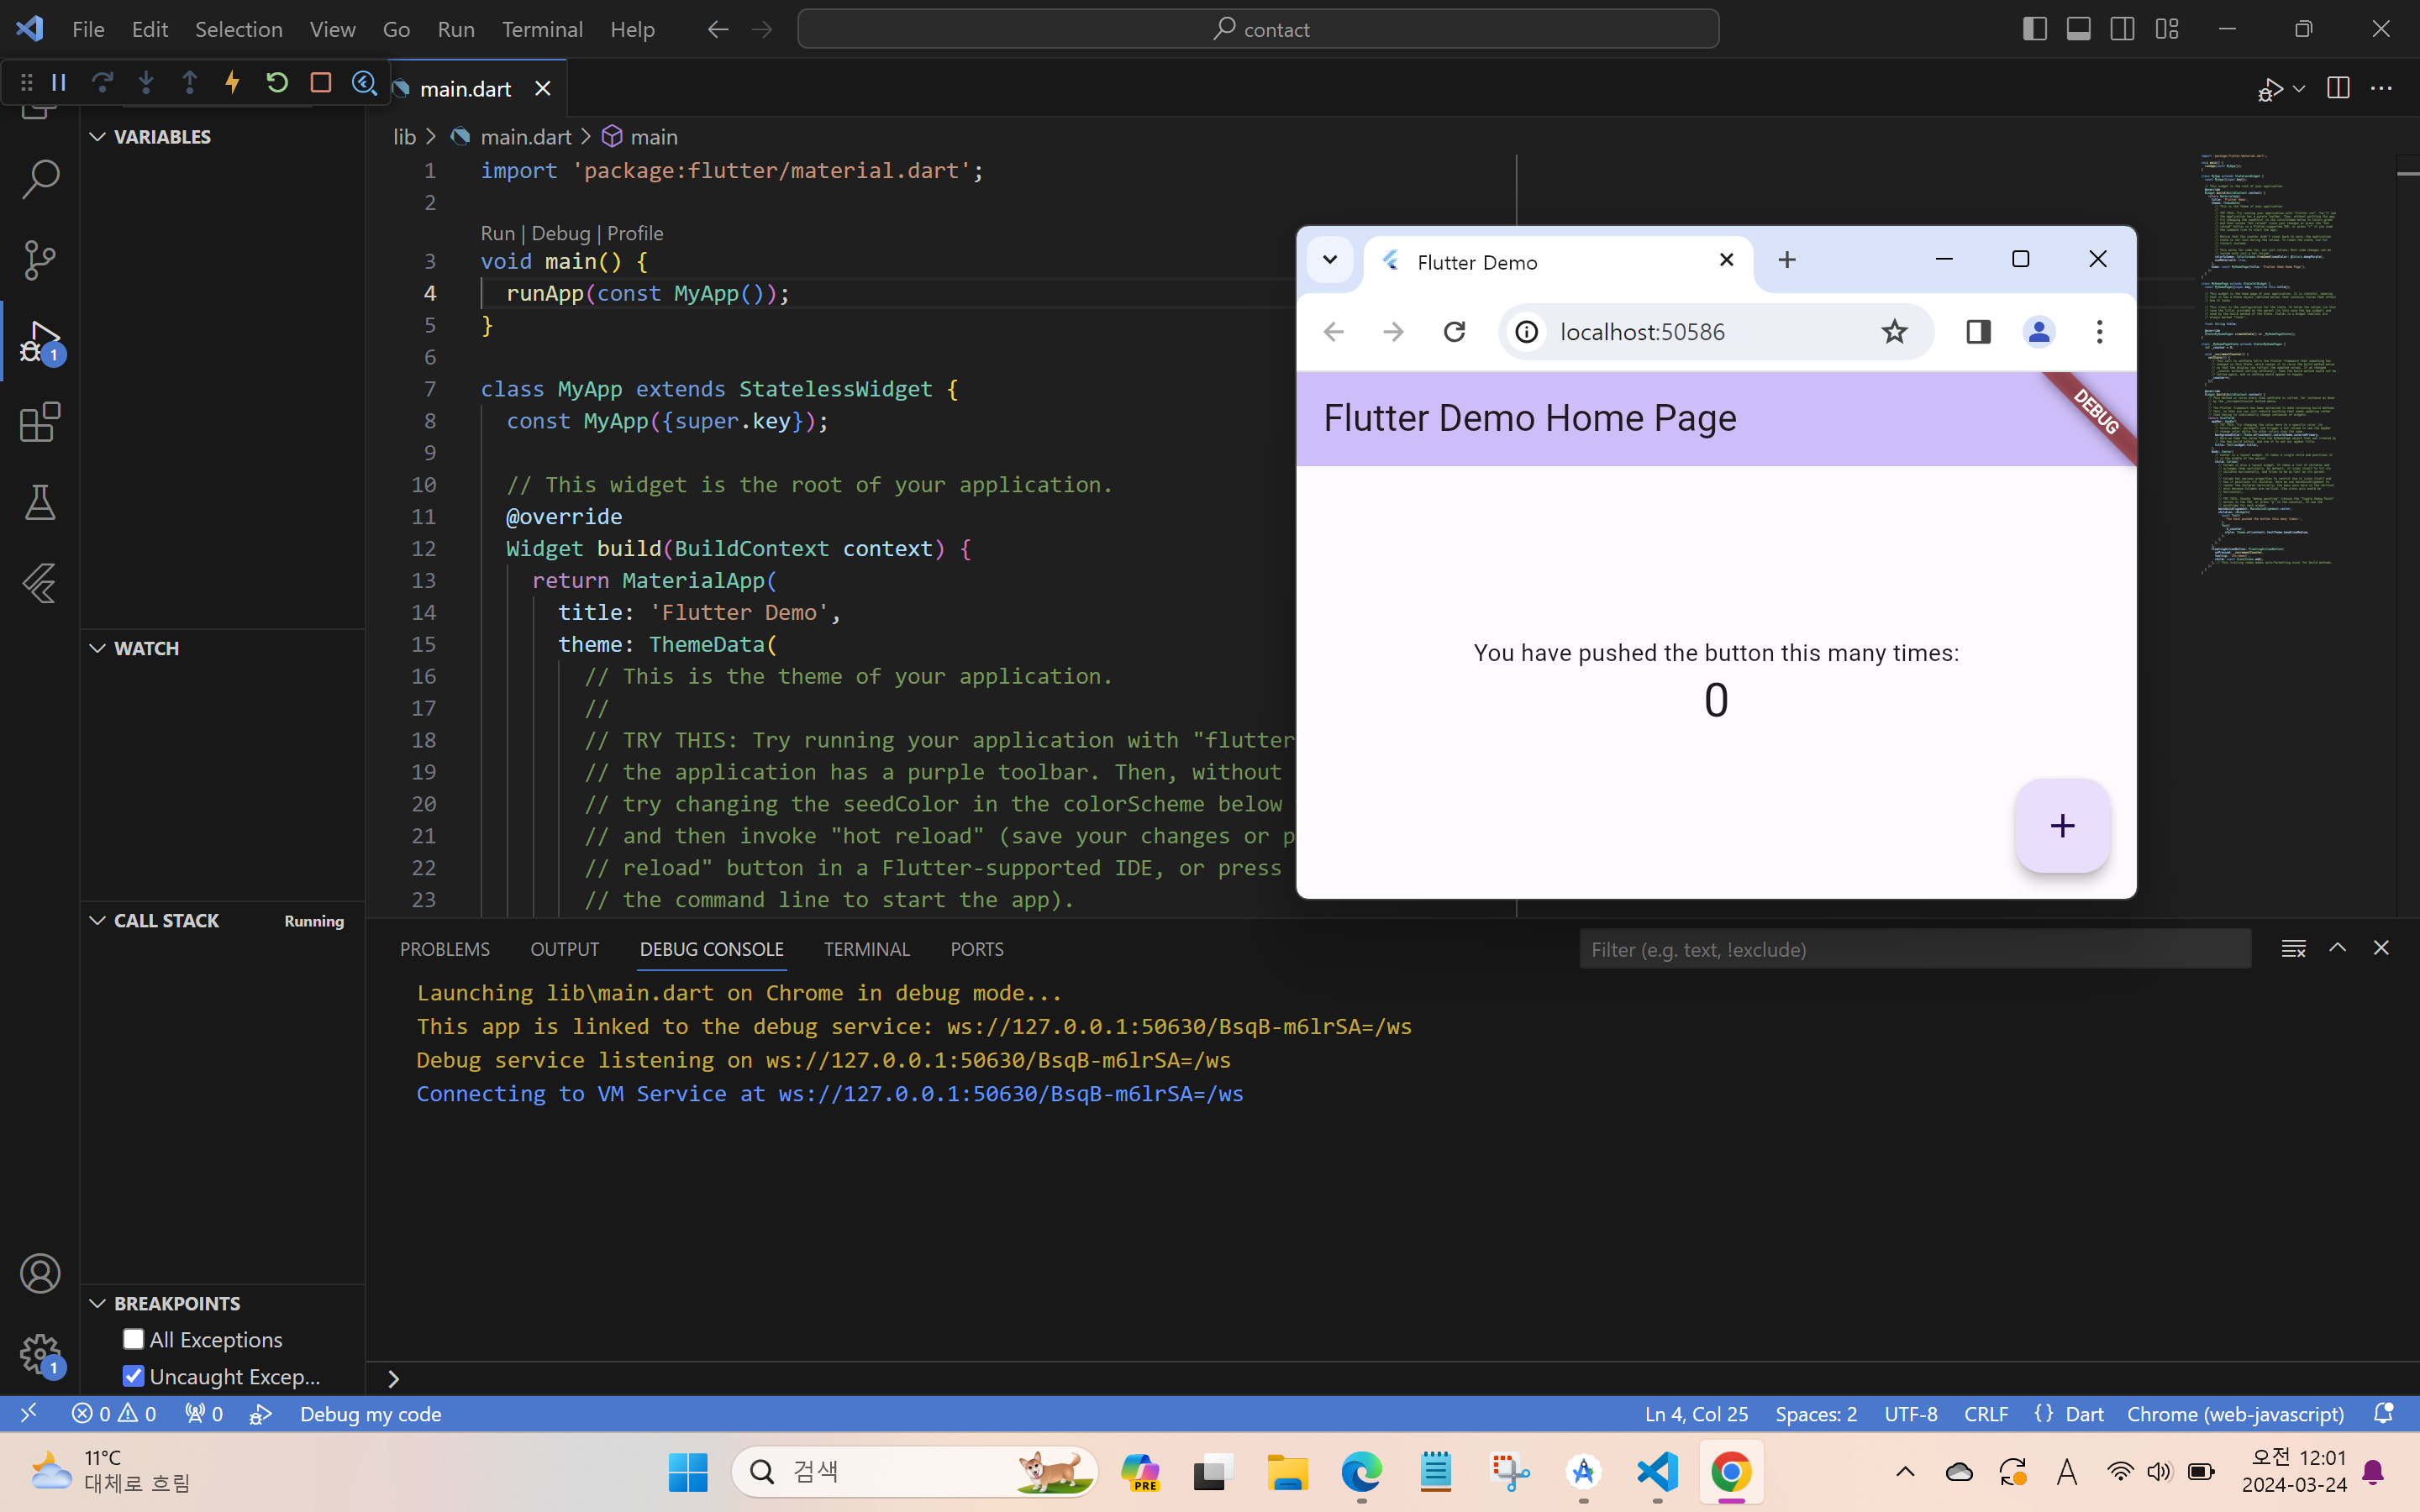 File Edit Selection View Go Run Terminal Help
contact
main.dart
VARIABLES
lib > main.dart > main
1 import 'package:flutter/material.dart';
2
Run | Debug | Profile
3 void main() {
4 runApp(const MyApp());
5 }
6
7 class MyApp extends StatelessWidget {
8 const MyApp({super.key});
9
10 // This widget is the root of your application.
11 @override
12 Widget build(BuildContext context) {
13 return MaterialApp(
14 title: 'Flutter Demo',
15 theme: ThemeData(
16 // This is the theme of your application.
17 //
18 // TRY THIS: Try running your application with "flutter
19 // the application has a purple toolbar. Then, without
20 // try changing the seedColor in the colorScheme below
21 // and then invoke "hot reload" (save your changes or p
22 // reload" button in a Flutter-supported IDE, or press
23 // the command line to start the app).
Flutter Demo
localhost:50586
Flutter Demo Home Page
DEBUG
You have pushed the button this many times:
0
+
1
WATCH
CALL STACK Running
PROBLEMS OUTPUT DEBUG CONSOLE TERMINAL PORTS
Filter (e.g. text, !exclude)
Launching lib\main.dart on Chrome in debug mode...
This app is linked to the debug service: ws://127.0.0.1:50630/BsqB-m6lrSA=/ws
Debug service listening on ws://127.0.0.1:50630/BsqB-m6lrSA=/ws
Connecting to VM Service at ws://127.0.0.1:50630/BsqB-m6lrSA=/ws
BREAKPOINTS
All Exceptions
Uncaught Excep...
1
>
0 0 0 Debug my code
Ln 4, Col 25 Spaces: 2 UTF-8 CRLF {} Dart Chrome (web-javascript)
11°C
대체로 흐림
검색
PRE
A
오전 12:01
2024-03-24